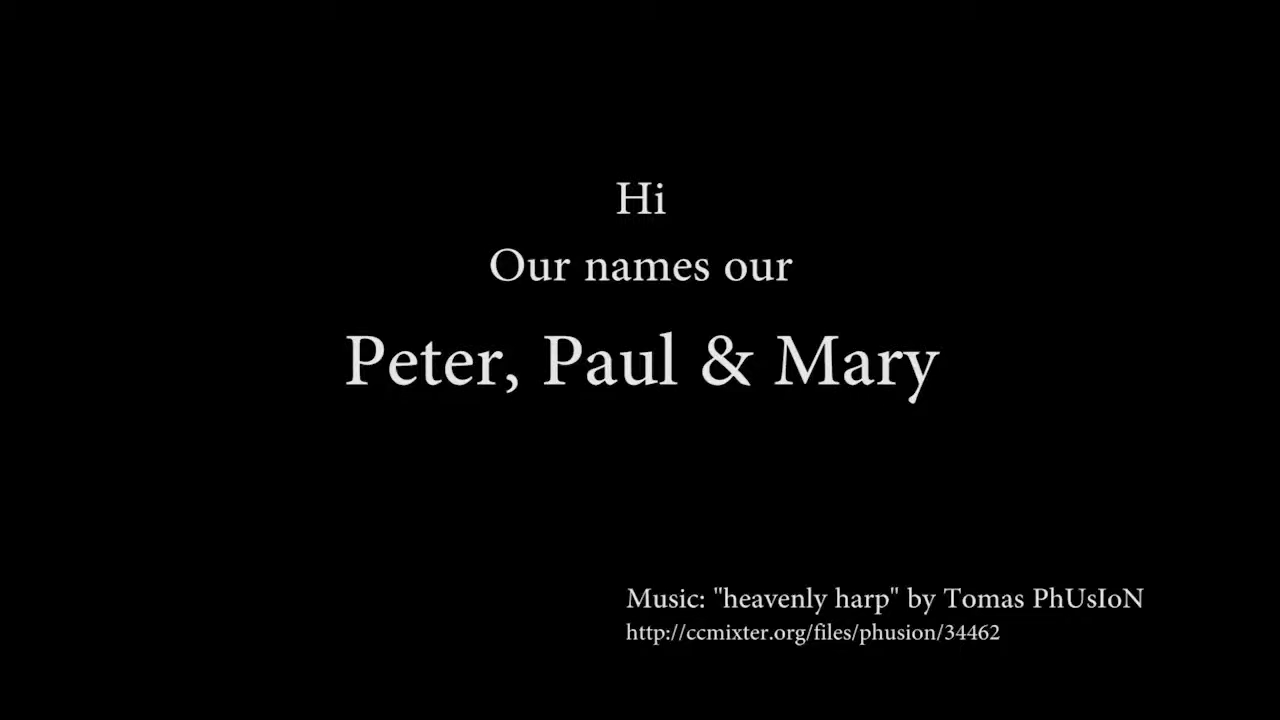 Hi
Our names our
Peter, Paul & Mary
Music: "heavenly harp" by Tomas PhUsIoN
http://ccmixter.org/files/phusion/34462